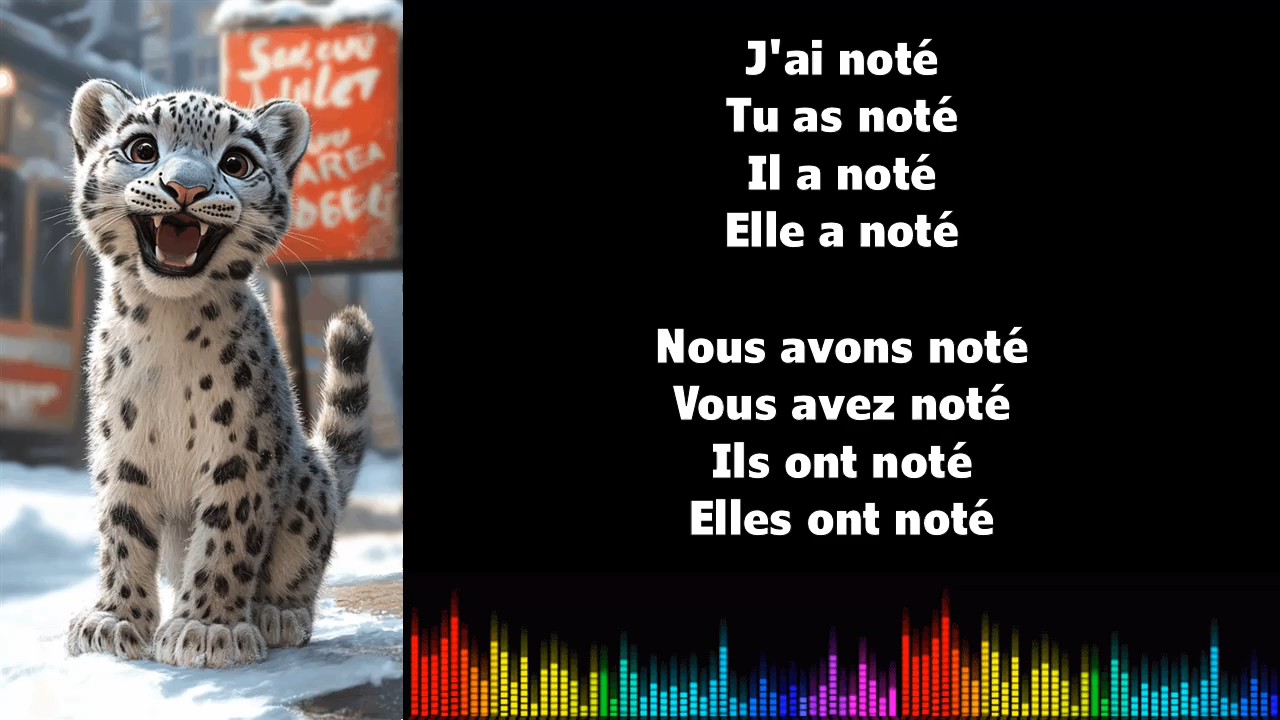 J'ai noté
Tu as noté
Il a noté
Elle a noté
Nous avons noté
Vous avez noté
Ils ont noté
Elles ont noté